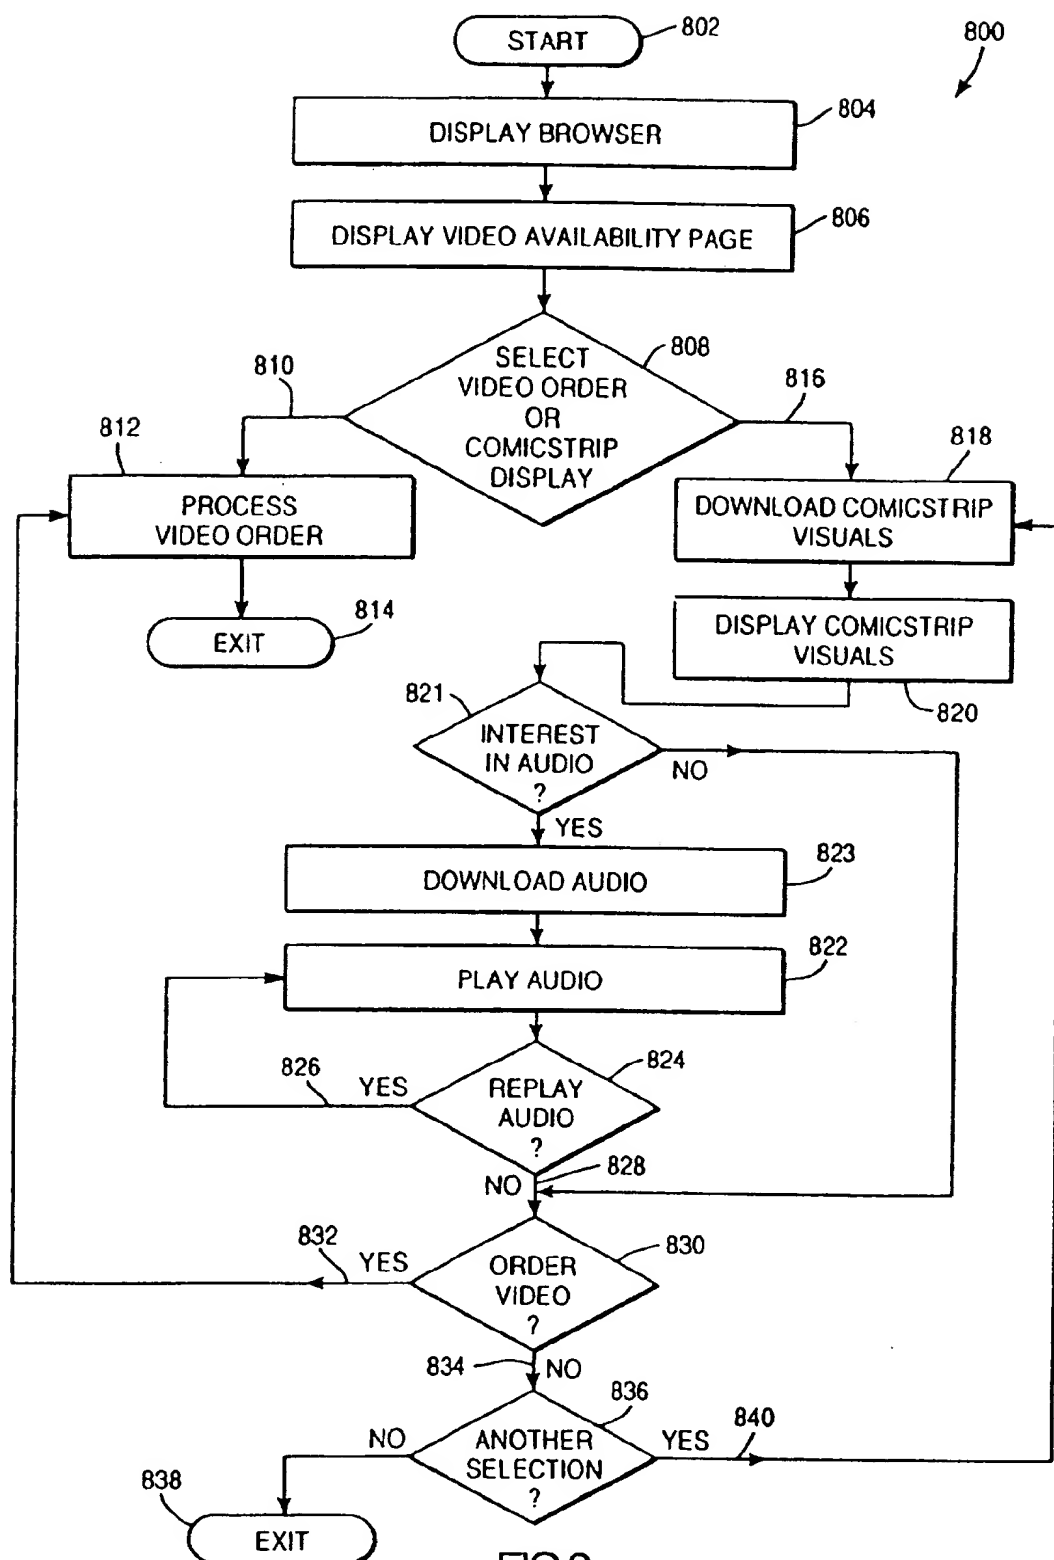 START
802
800
DISPLAY BROWSER
804
DISPLAY VIDEO AVAILABILITY PAGE
806
SELECT
VIDEO ORDER
OR
COMICSTRIP
DISPLAY
808
810
816
812
PROCESS
VIDEO ORDER
818
DOWNLOAD COMICSTRIP
VISUALS
EXIT
814
DISPLAY COMICSTRIP
VISUALS
820
821
INTEREST
IN AUDIO
?
NO
YES
DOWNLOAD AUDIO
823
PLAY AUDIO
822
826
YES
REPLAY
AUDIO
?
824
NO
828
832
YES
ORDER
VIDEO
?
830
834
NO
836
NO
ANOTHER
SELECTION
?
YES
840
838
EXIT